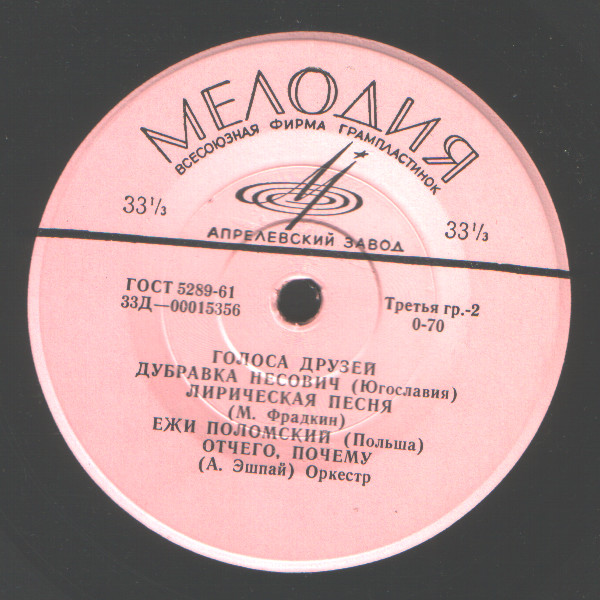 МЕЛОДИЯ
ВСЕСОЮЗНАЯ ФИРМА ГРАМПЛАСТИНОК
33⅓
33⅓
АПРЕЛЕВСКИЙ ЗАВОД
ГОСТ 5289-61
33Д—00015356
Третья гр.-2
0-70
ГОЛОСА ДРУЗЕЙ
ДУБРАВКА НЕСОВИЧ (Югославия)
ЛИРИЧЕСКАЯ ПЕСНЯ
(М. Фрадкин)
ЕЖИ ПОЛОМСКИЙ (Польша)
ОТЧЕГО, ПОЧЕМУ
(А. Эшпай) Оркестр